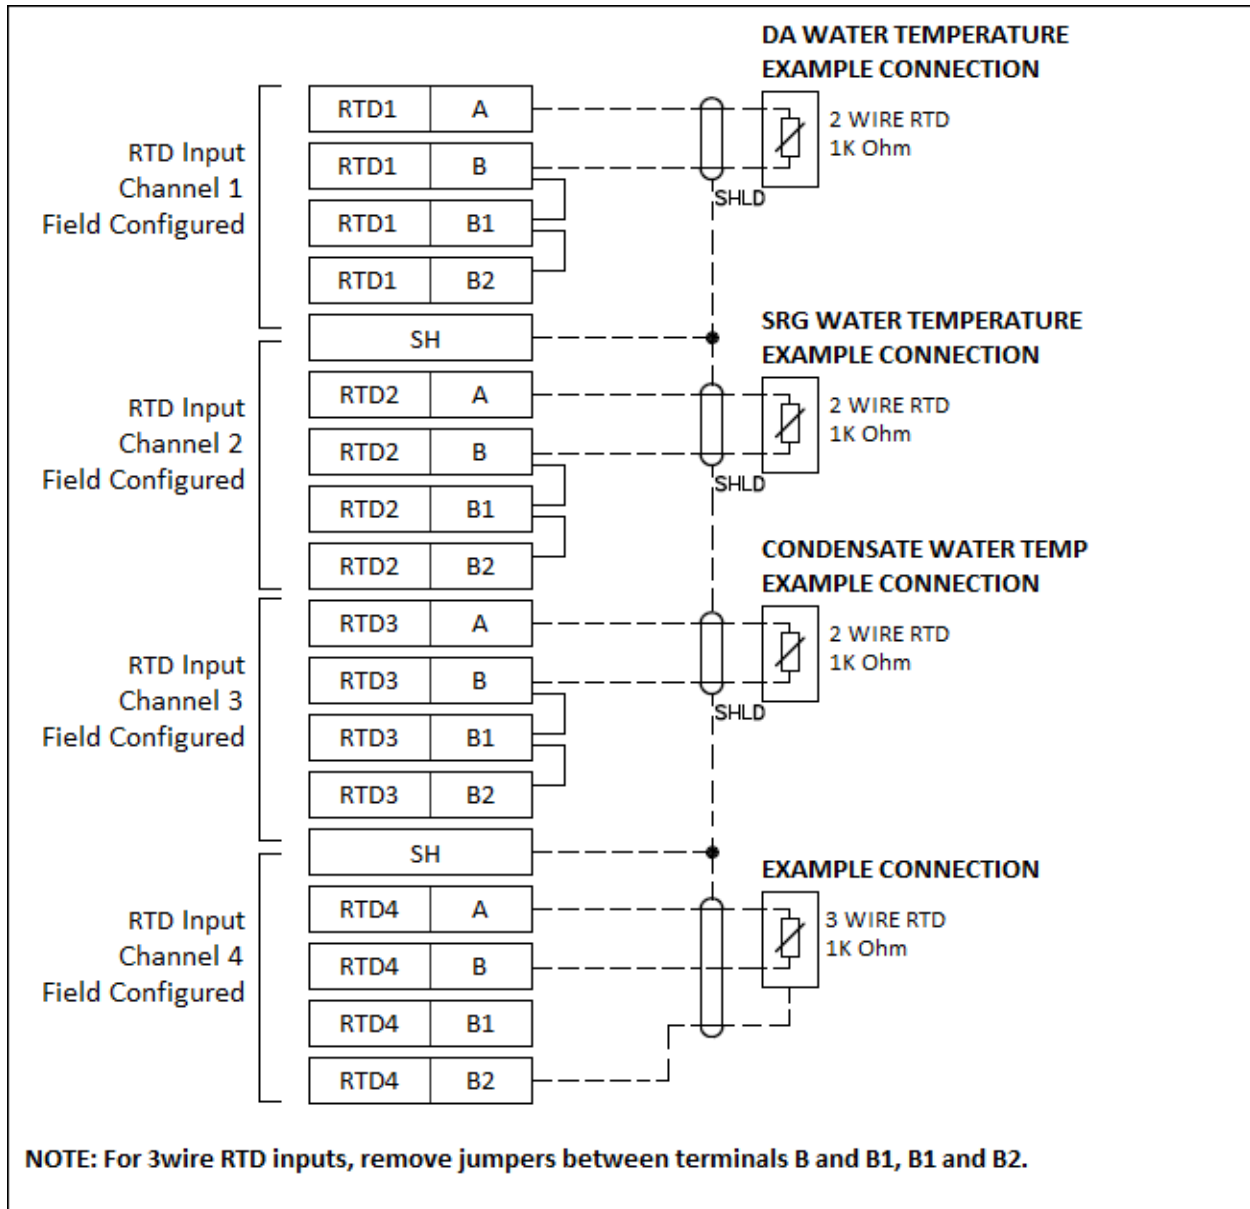 DA WATER TEMPERATURE
EXAMPLE CONNECTION
RTD Input
Channel 1
Field Configured
RTD1 A
RTD1 B
RTD1 B1
RTD1 B2
2 WIRE RTD
1K Ohm
SHLD
SH
SRG WATER TEMPERATURE
EXAMPLE CONNECTION
RTD Input
Channel 2
Field Configured
RTD2 A
RTD2 B
RTD2 B1
RTD2 B2
2 WIRE RTD
1K Ohm
SHLD
CONDENSATE WATER TEMP
EXAMPLE CONNECTION
RTD Input
Channel 3
Field Configured
RTD3 A
RTD3 B
RTD3 B1
RTD3 B2
2 WIRE RTD
1K Ohm
SHLD
SH
EXAMPLE CONNECTION
RTD Input
Channel 4
Field Configured
RTD4 A
RTD4 B
RTD4 B1
RTD4 B2
3 WIRE RTD
1K Ohm
NOTE: For 3wire RTD inputs, remove jumpers between terminals B and B1, B1 and B2.